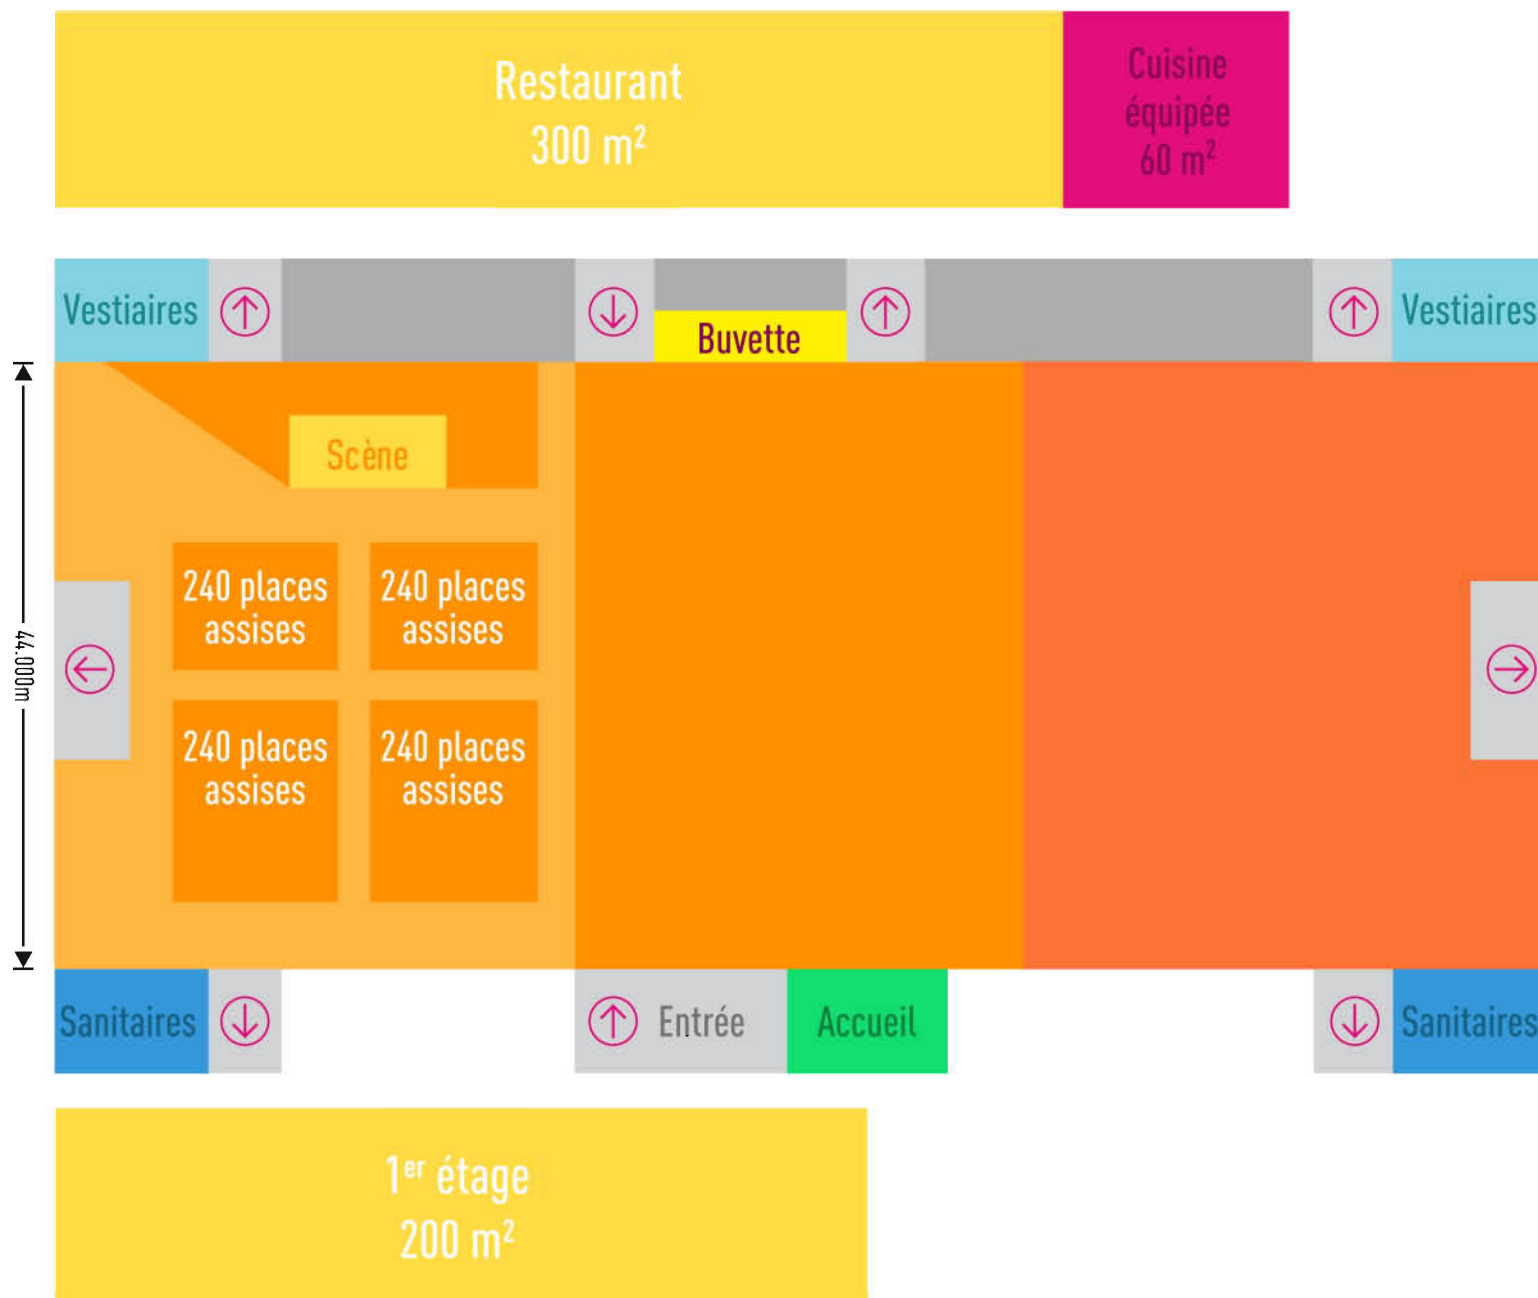 Restaurant
300 m²
Cuisine
équipée
60 m²
Vestiaires
Buvette
Vestiaires
Scène
240 places
assises
240 places
assises
44.000m
240 places
assises
240 places
assises
Sanitaires
Entrée
Accueil
Sanitaires
1er étage
200 m²